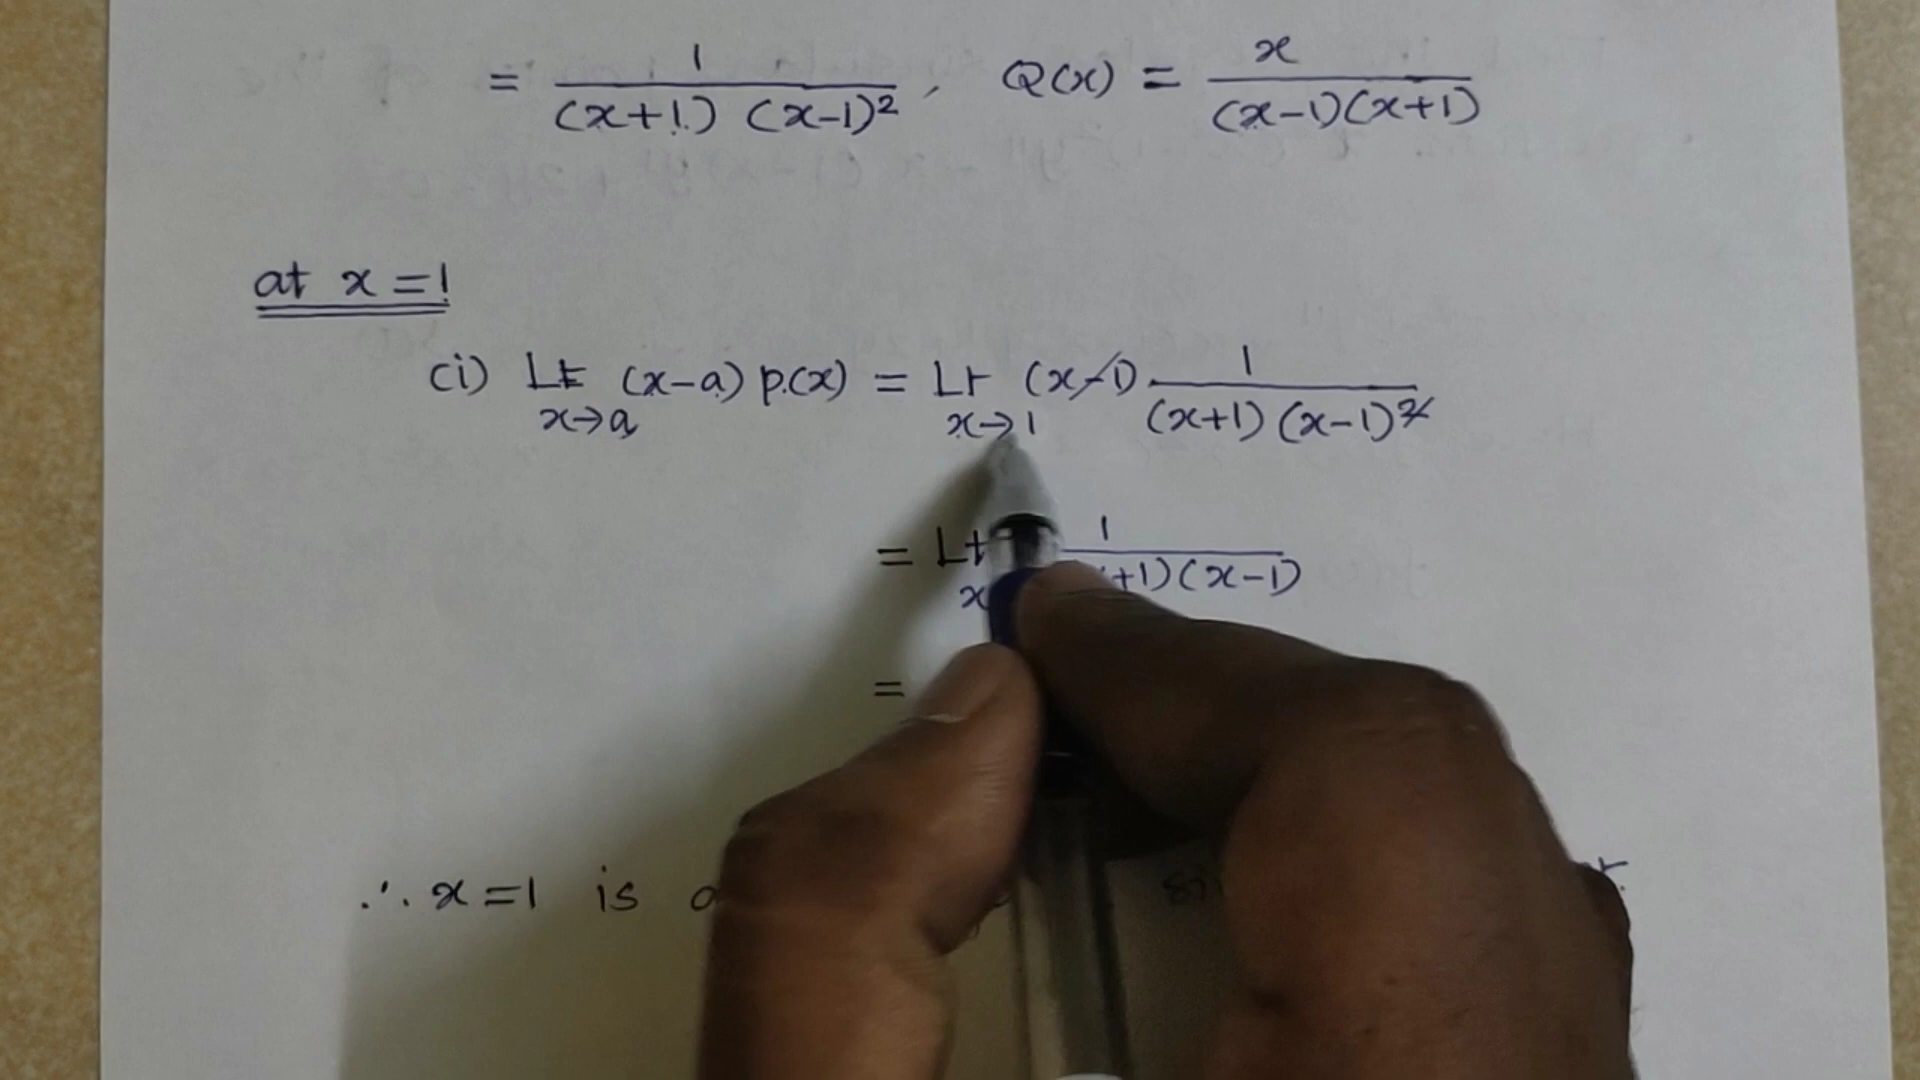 = 1 / (x+1) (x-1)², Q(x) = x / (x-1)(x+1)
at x = 1
(i) Lt x→a (x-a) p(x) = Lt x→1 (x-1) 1 / (x+1) (x-1)²
= Lt x 1 / +1) (x-1)
=
∴ x = 1 is